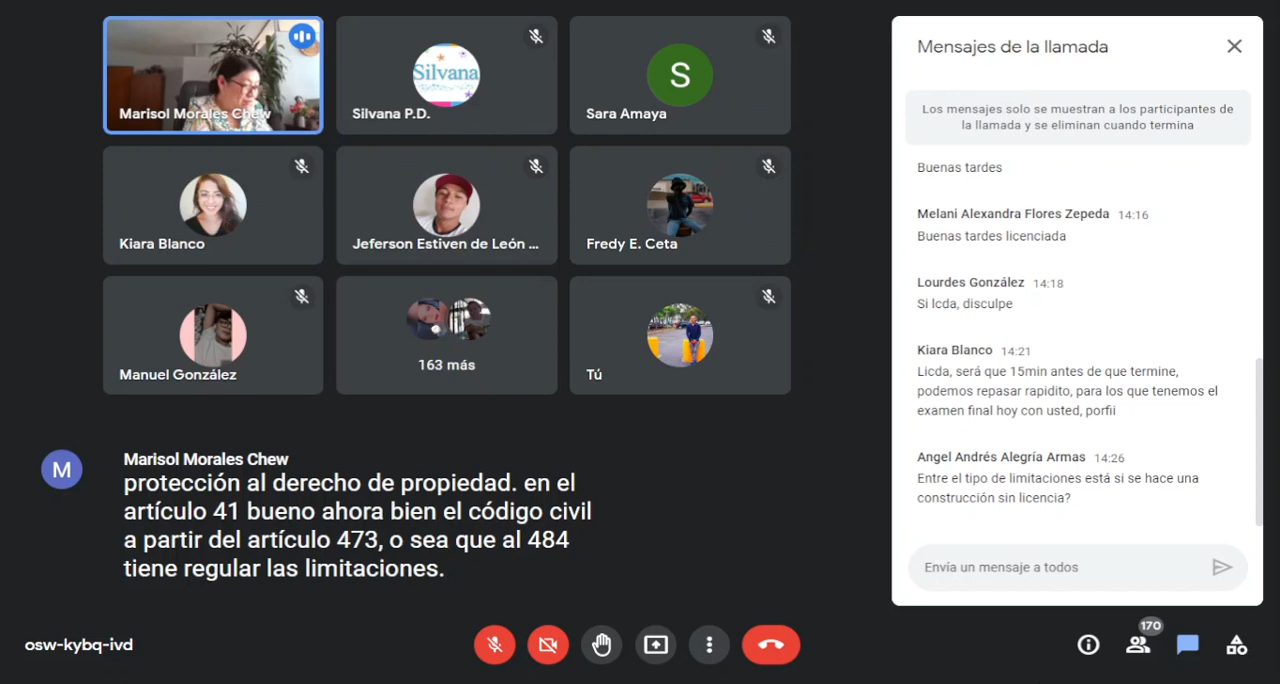 Marisol Morales Chew
Silvana
Silvana P.D.
S
Sara Amaya
Kiara Blanco
Jeferson Estiven de León ...
Fredy E. Ceta
Manuel González
163 más
Tú
M
Marisol Morales Chew
protección al derecho de propiedad. en el
artículo 41 bueno ahora bien el código civil
a partir del artículo 473, o sea que al 484
tiene regular las limitaciones.
osw-kybq-ivd
Mensajes de la llamada
Los mensajes solo se muestran a los participantes de
la llamada y se eliminan cuando termina
Buenas tardes
Melani Alexandra Flores Zepeda 14:16
Buenas tardes licenciada
Lourdes González 14:18
Si lcda, disculpe
Kiara Blanco 14:21
Licda, será que 15min antes de que termine,
podemos repasar rapidito, para los que tenemos el
examen final hoy con usted, porfii
Angel Andrés Alegría Armas 14:26
Entre el tipo de limitaciones está si se hace una
construcción sin licencia?
Envía un mensaje a todos
170